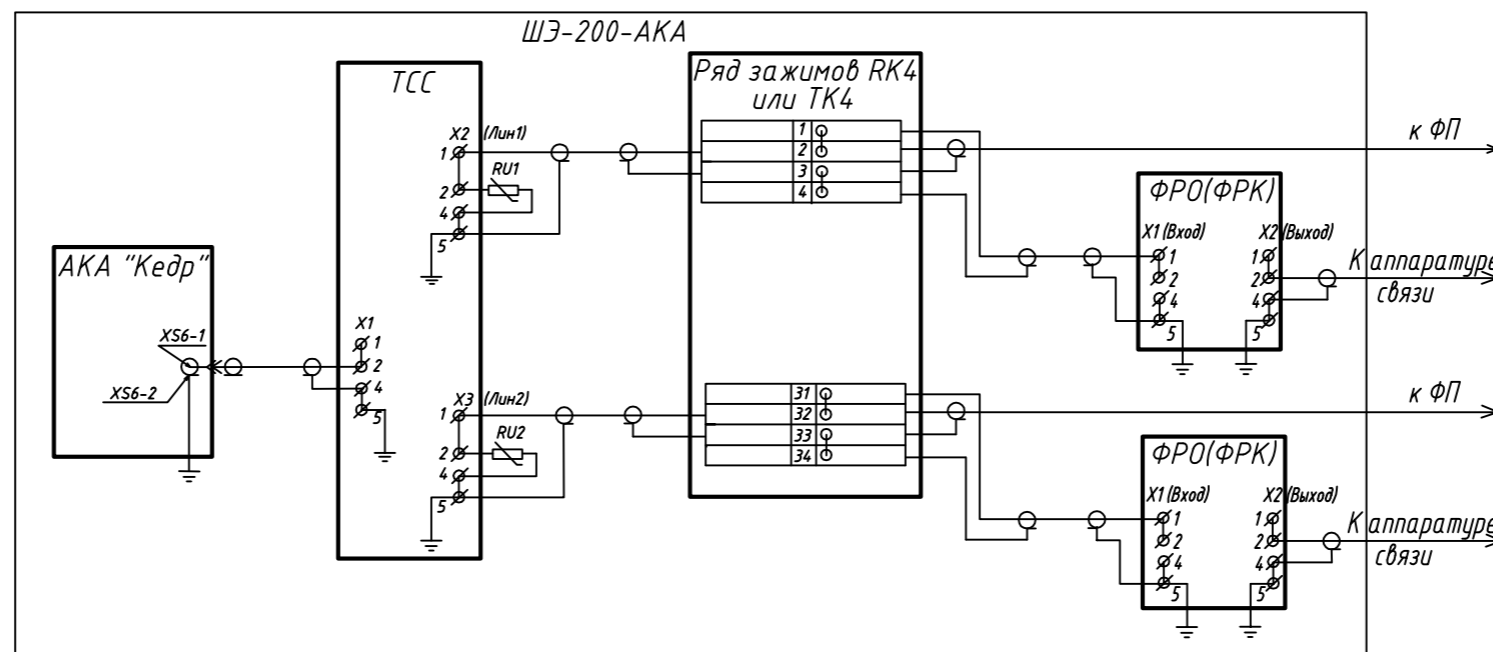 ШЭ-200-АКА
ТСС
X2 (Лин1)
1
RU1
2
4
5
X1
1
2
4
5
X3 (Лин2)
1
RU2
2
4
5
АКА "Кедр"
XS6-1
XS6-2
Ряд зажимов RK4
или ТК4
1
2
3
4
31
32
33
34
к ФП
ФРО(ФРК)
X1 (Вход)
X2 (Выход)
1
1
2
2
4
4
5
5
К аппаратуре
связи
к ФП
ФРО(ФРК)
X1 (Вход)
X2 (Выход)
1
1
2
2
4
4
5
5
К аппаратуре
связи